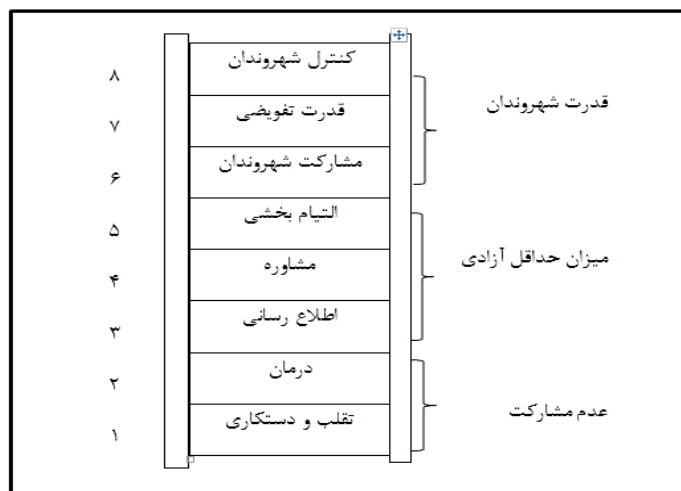 کنترل شهروندان
۸
قدرت شهروندان
قدرت تفویضی
۷
مشارکت شهروندان
۶
التیام بخشی
۵
میزان حداقل آزادی
مشاوره
۴
اطلاع رسانی
۳
درمان
۲
عدم مشارکت
تقلب و دستکاری
۱